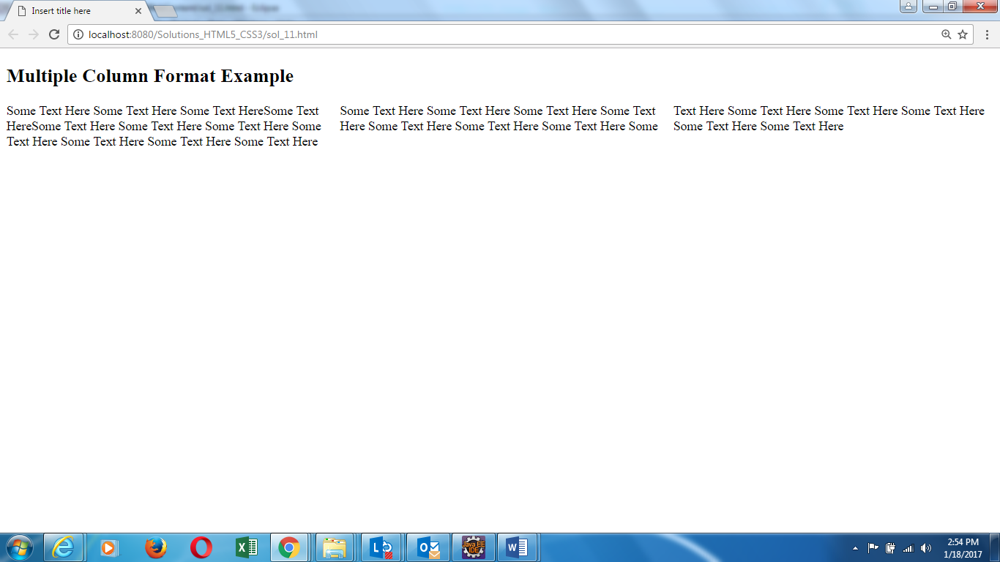 Insert title here
localhost:8080/Solutions_HTML5_CSS3/sol_11.html
Multiple Column Format Example
Some Text Here Some Text Here Some Text HereSome Text
HereSome Text Here Some Text Here Some Text Here Some
Text Here Some Text Here Some Text Here Some Text Here
Some Text Here Some Text Here Some Text Here Some Text
Here Some Text Here Some Text Here Some Text Here Some
Text Here Some Text Here Some Text Here Some Text Here
Some Text Here Some Text Here
Java EE
IDE
2:54 PM
1/18/2017